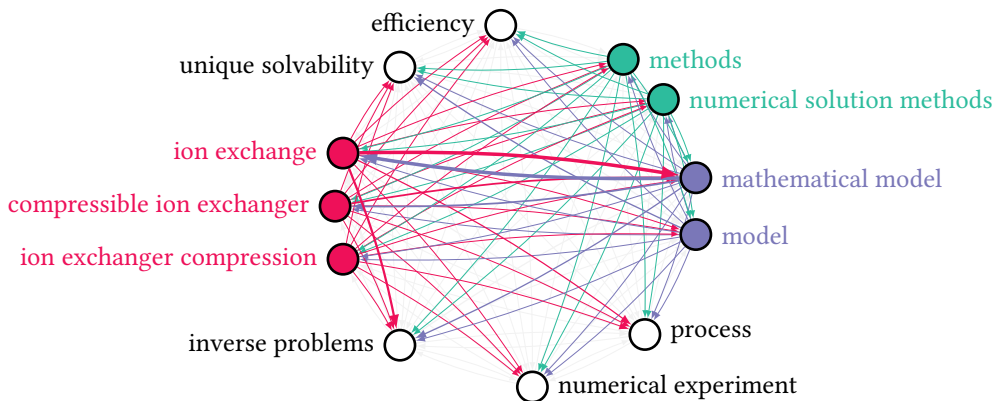 efficiency
unique solvability
methods
numerical solution methods
ion exchange
mathematical model
compressible ion exchanger
model
ion exchanger compression
process
inverse problems
numerical experiment